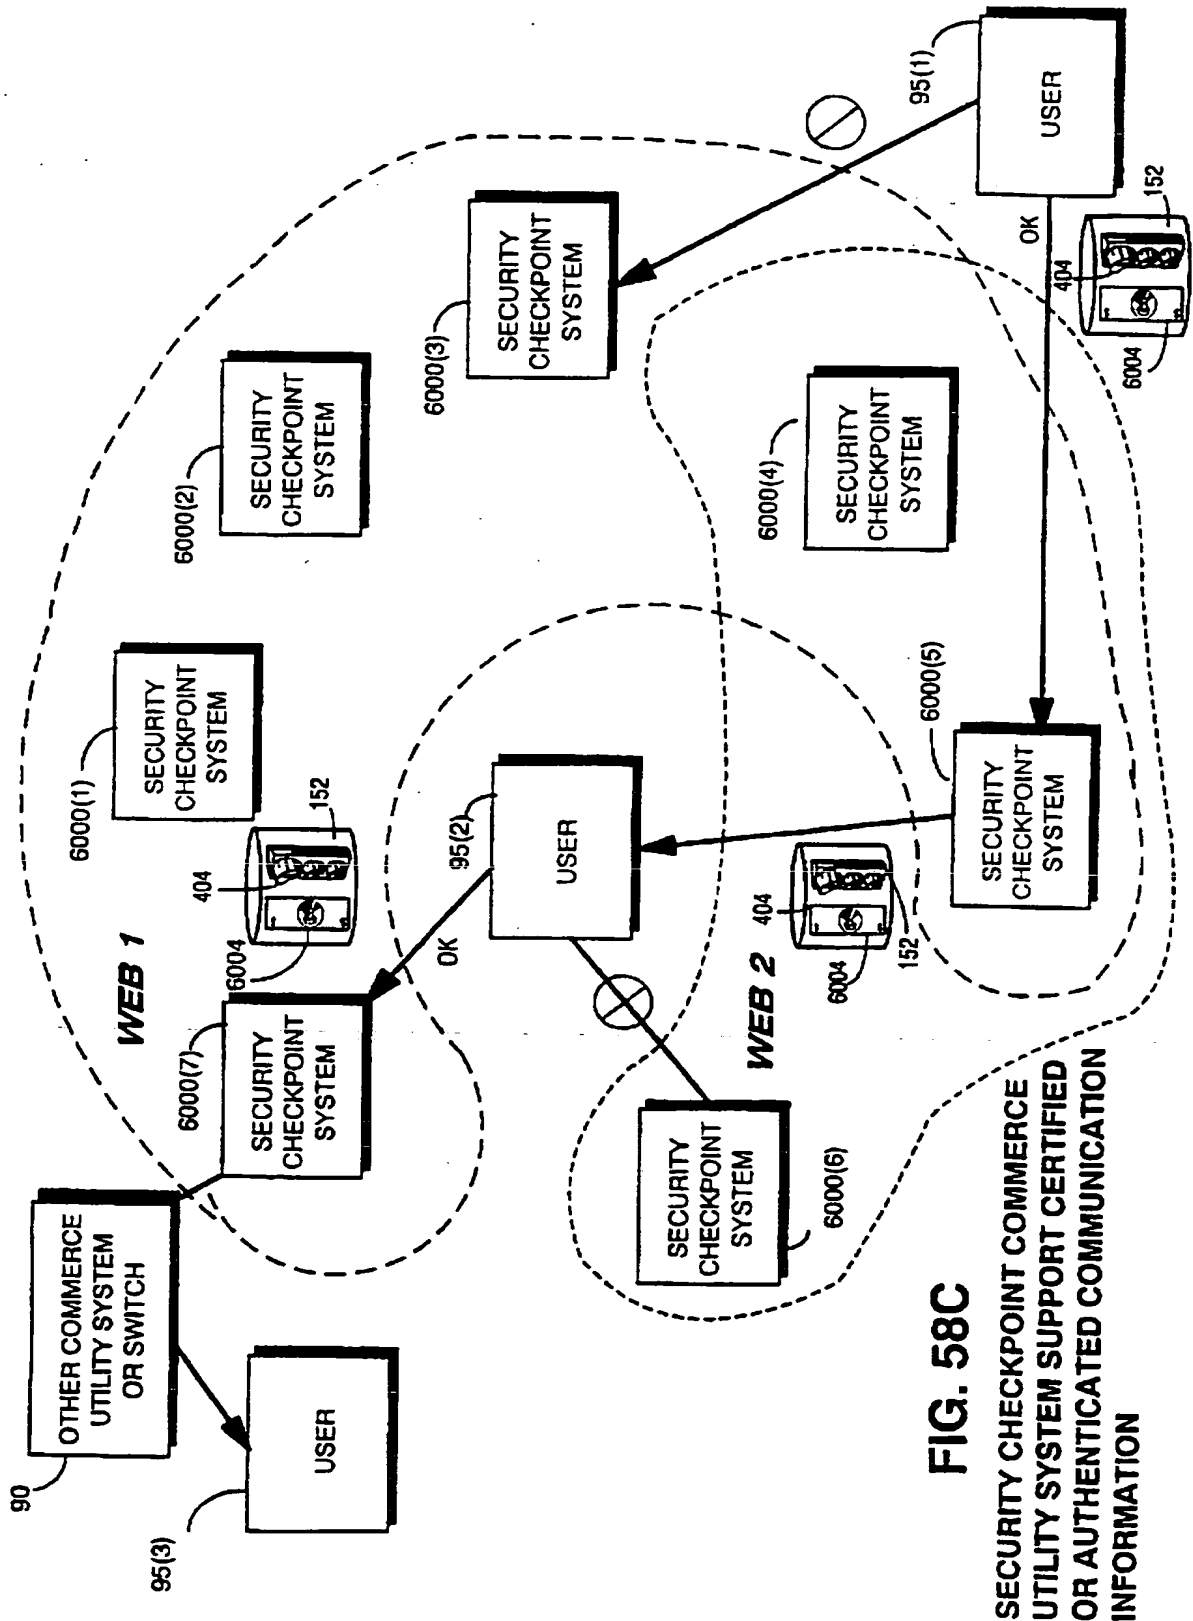 90
OTHER COMMERCE
UTILITY SYSTEM
OR SWITCH
95(3)
USER
WEB 1
6000(7)
SECURITY
CHECKPOINT
SYSTEM
6004
404
152
6000(1)
SECURITY
CHECKPOINT
SYSTEM
6000(2)
SECURITY
CHECKPOINT
SYSTEM
6000(3)
SECURITY
CHECKPOINT
SYSTEM
OK
95(2)
USER
WEB 2
SECURITY
CHECKPOINT
SYSTEM
6000(6)
404
6004
152
6000(4)
SECURITY
CHECKPOINT
SYSTEM
6000(5)
SECURITY
CHECKPOINT
SYSTEM
95(1)
USER
OK
404
152
6004
FIG. 58C
SECURITY CHECKPOINT COMMERCE
UTILITY SYSTEM SUPPORT CERTIFIED
OR AUTHENTICATED COMMUNICATION
INFORMATION